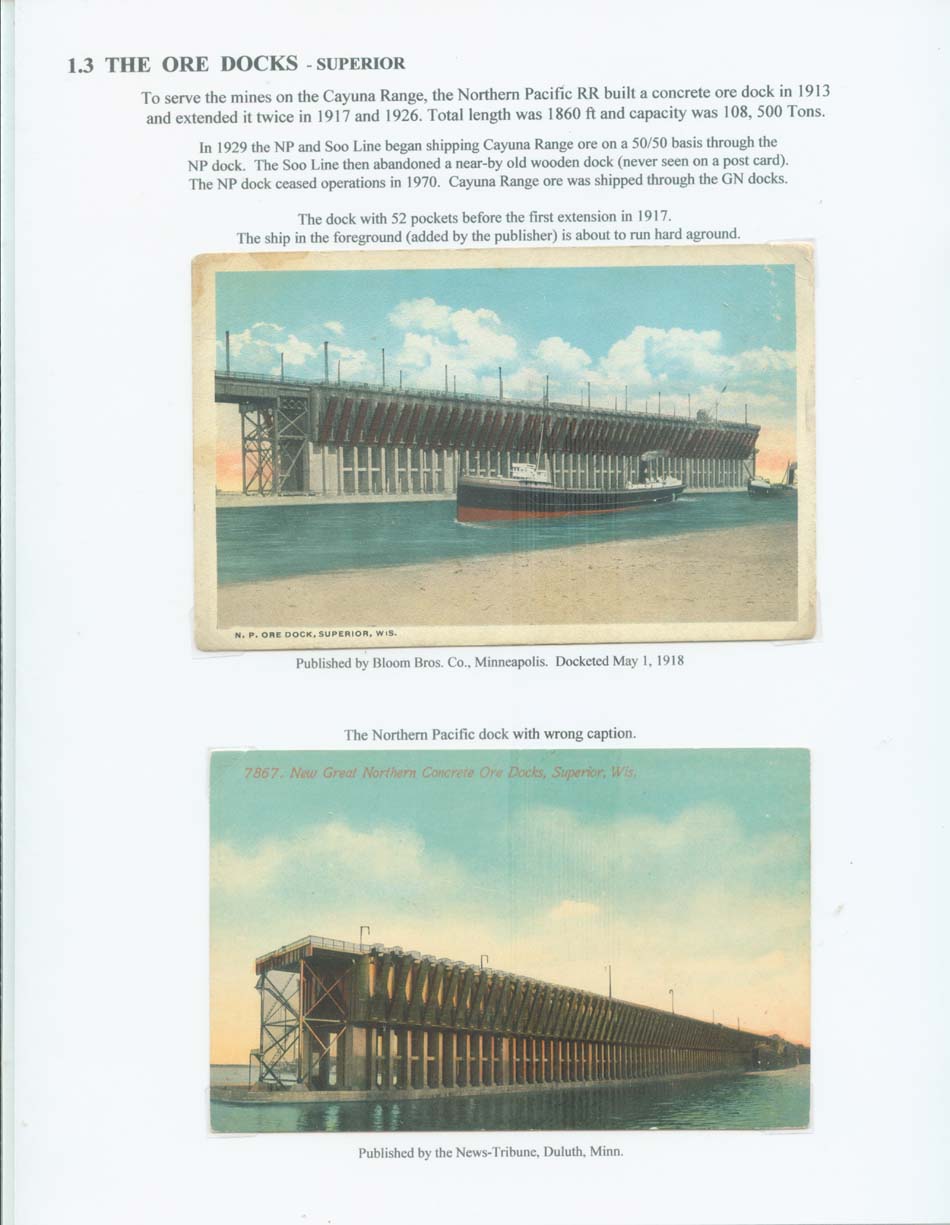 1.3 THE ORE DOCKS - SUPERIOR
To serve the mines on the Cayuna Range, the Northern Pacific RR built a concrete ore dock in 1913
and extended it twice in 1917 and 1926. Total length was 1860 ft and capacity was 108, 500 Tons.
In 1929 the NP and Soo Line began shipping Cayuna Range ore on a 50/50 basis through the
NP dock. The Soo Line then abandoned a near-by old wooden dock (never seen on a post card).
The NP dock ceased operations in 1970. Cayuna Range ore was shipped through the GN docks.
The dock with 52 pockets before the first extension in 1917.
The ship in the foreground (added by the publisher) is about to run hard aground.
N. P. ORE DOCK, SUPERIOR, WIS.
Published by Bloom Bros. Co., Minneapolis. Docketed May 1, 1918
The Northern Pacific dock with wrong caption.
7867. New Great Northern Concrete Ore Docks, Superior, Wis.
Published by the News-Tribune, Duluth, Minn.